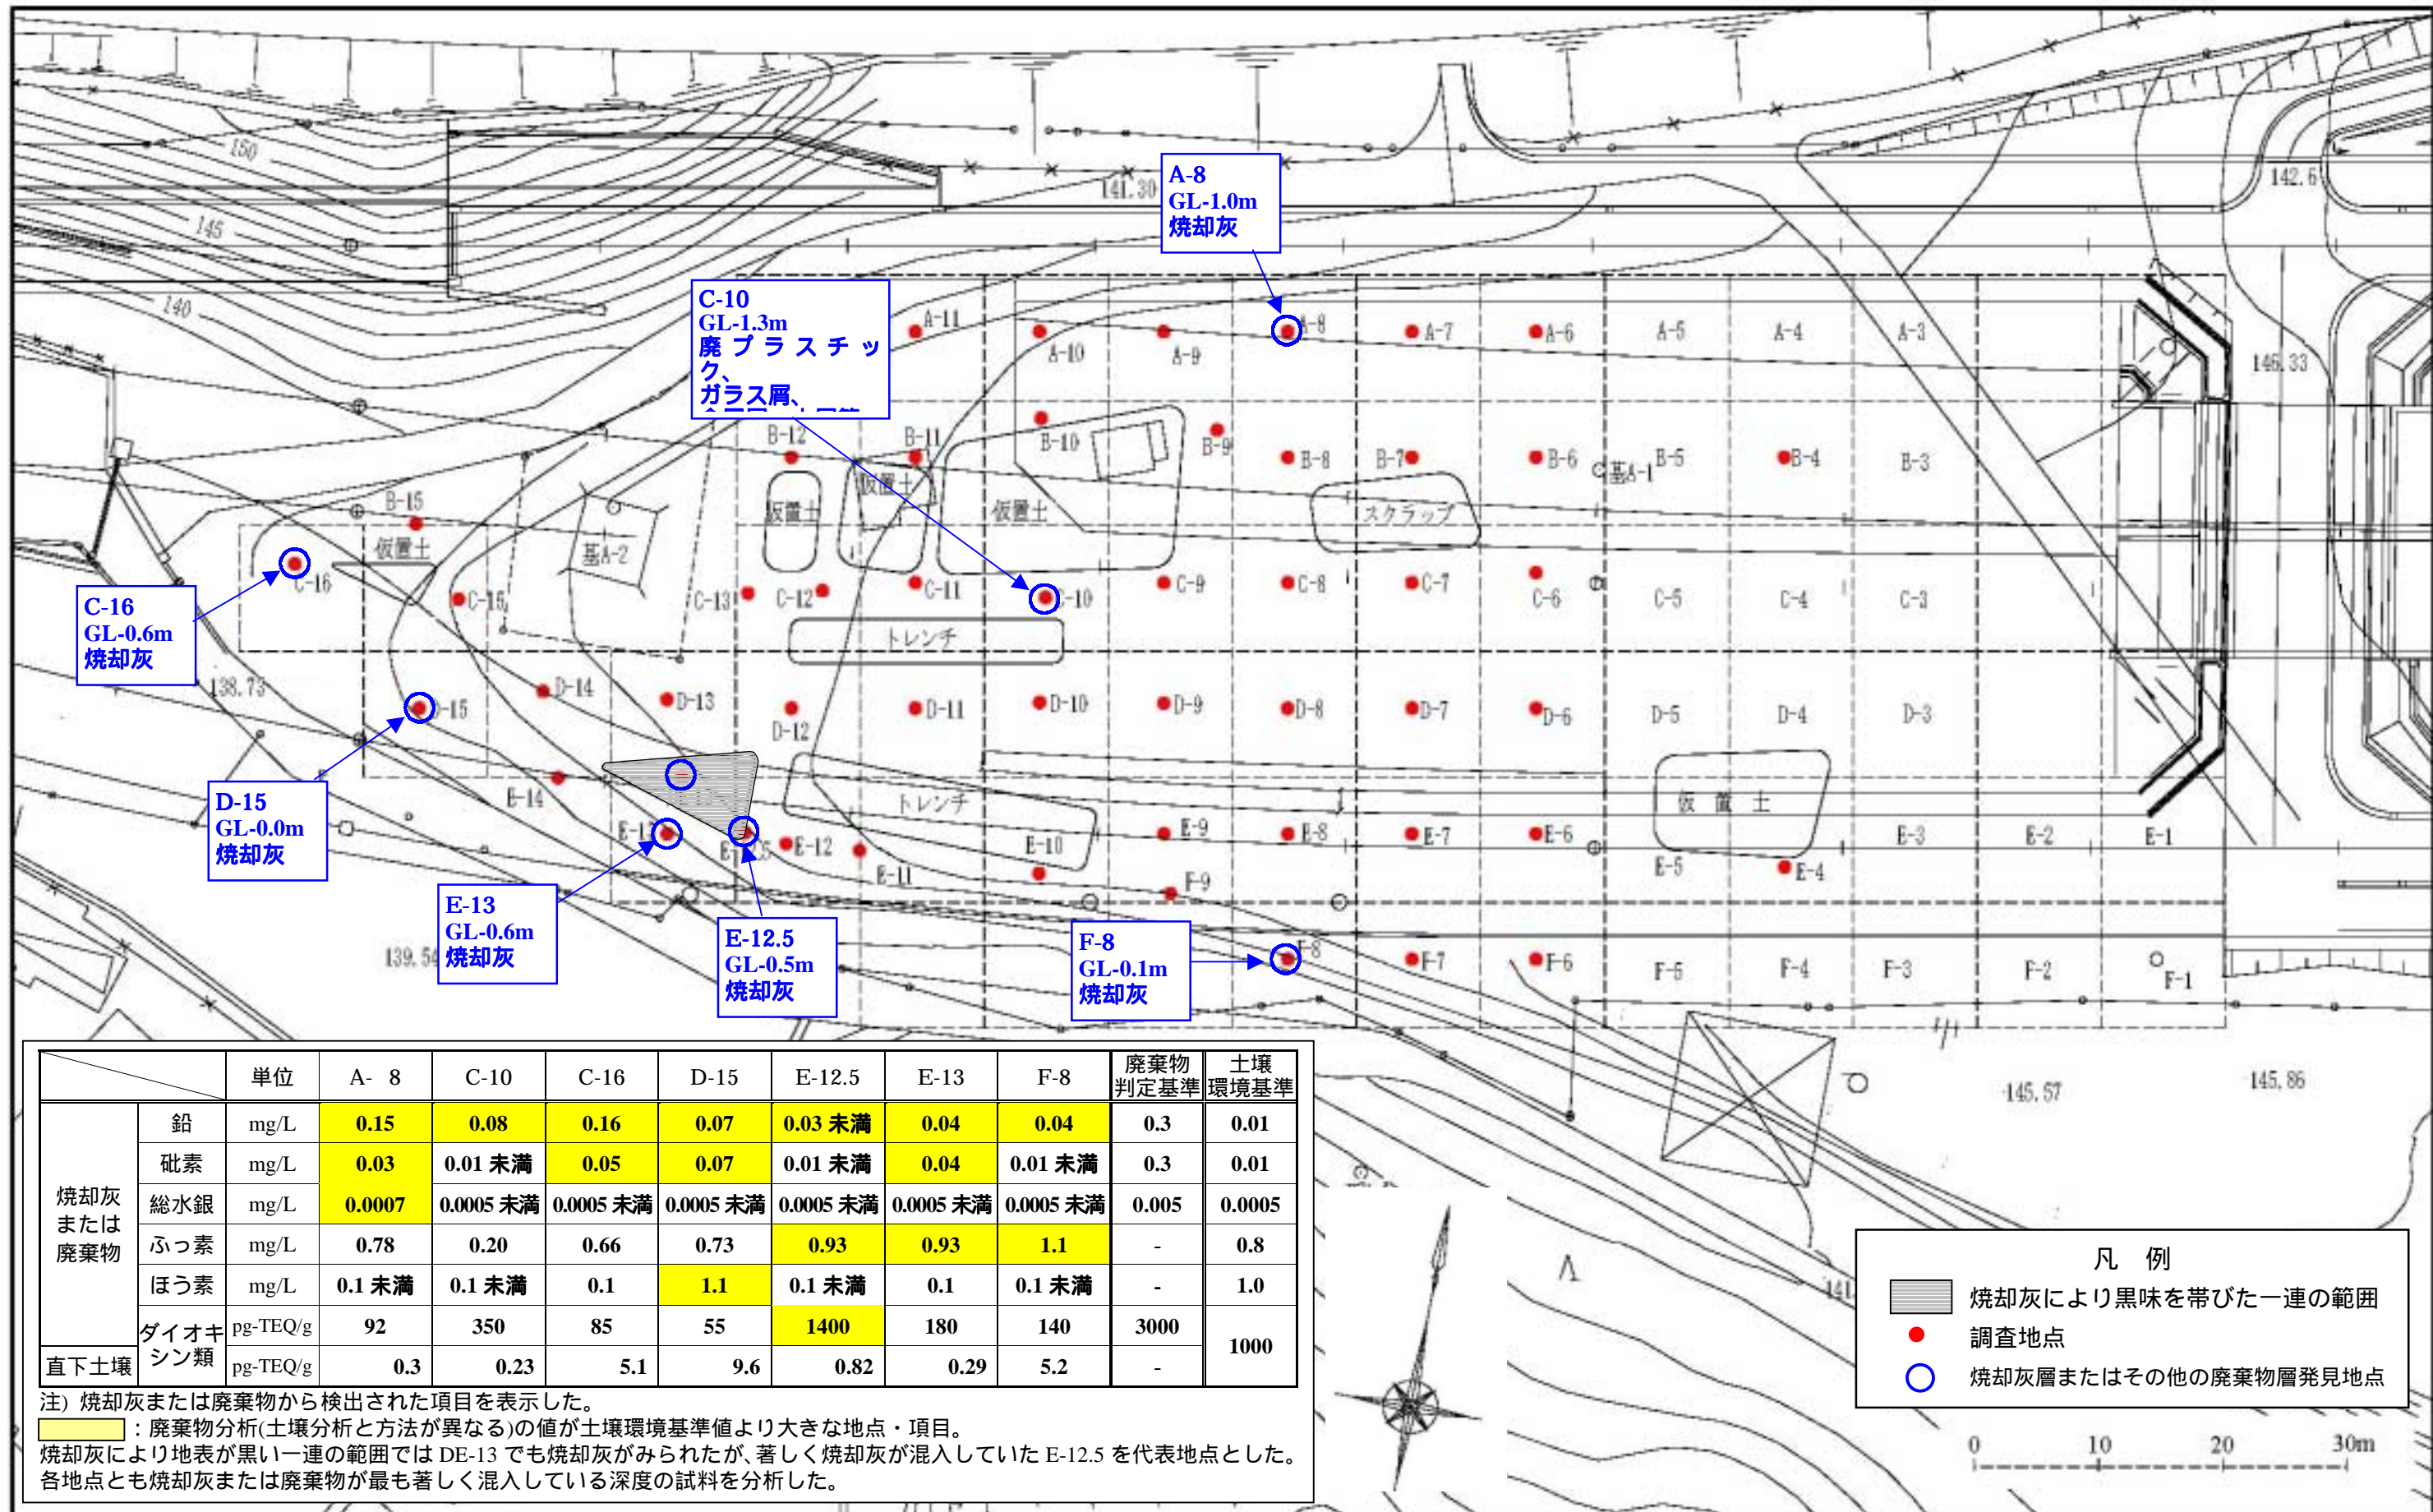 150
145
140
141.30
142.6
146.33
138.73
139.54
145.57
145.86
A-8
GL-1.0m
焼却灰
C-10
GL-1.3m
廃プラスチッ
ク、
ガラス屑、
A-11
A-10
A-9
A-8
A-7
A-6
A-5
A-4
A-3
B-12
B-11
B-10
B-9
B-8
B-7
B-6
基A-1
B-5
B-4
B-3
B-15
仮置土
基A-2
仮置土
仮置土
仮置土
スクラップ
C-16
C-15
C-13
C-12
C-11
C-10
C-9
C-8
C-7
C-6
C-5
C-4
C-3
C-16
GL-0.6m
焼却灰
トレンチ
D-15
D-14
D-13
D-12
D-11
D-10
D-9
D-8
D-7
D-6
D-5
D-4
D-3
D-15
GL-0.0m
焼却灰
E-14
E-12
E-11
トレンチ
E-10
E-9
E-8
E-7
E-6
仮置土
E-5
E-4
E-3
E-2
E-1
E-13
GL-0.6m
焼却灰
E-12.5
GL-0.5m
焼却灰
F-8
GL-0.1m
焼却灰
F-9
F-8
F-7
F-6
F-5
F-4
F-3
F-2
F-1
単位 A- 8 C-10 C-16 D-15 E-12.5 E-13 F-8 廃棄物判定基準 土壌環境基準
焼却灰または廃棄物 鉛 mg/L 0.15 0.08 0.16 0.07 0.03 未満 0.04 0.04 0.3 0.01
砒素 mg/L 0.03 0.01 未満 0.05 0.07 0.01 未満 0.04 0.01 未満 0.3 0.01
総水銀 mg/L 0.0007 0.0005 未満 0.0005 未満 0.0005 未満 0.0005 未満 0.0005 未満 0.0005 未満 0.005 0.0005
ふっ素 mg/L 0.78 0.20 0.66 0.73 0.93 0.93 1.1 - 0.8
ほう素 mg/L 0.1 未満 0.1 未満 0.1 1.1 0.1 未満 0.1 0.1 未満 - 1.0
ダイオキシン類 pg-TEQ/g 92 350 85 55 1400 180 140 3000 1000
直下土壌 pg-TEQ/g 0.3 0.23 5.1 9.6 0.82 0.29 5.2 -
注) 焼却灰または廃棄物から検出された項目を表示した。
：廃棄物分析(土壌分析と方法が異なる)の値が土壌環境基準値より大きな地点・項目。
焼却灰により地表が黒い一連の範囲では DE-13 でも焼却灰がみられたが、著しく焼却灰が混入していた E-12.5 を代表地点とした。
各地点とも焼却灰または廃棄物が最も著しく混入している深度の試料を分析した。
凡 例
焼却灰により黒味を帯びた一連の範囲
調査地点
焼却灰層またはその他の廃棄物層発見地点
0 10 20 30m